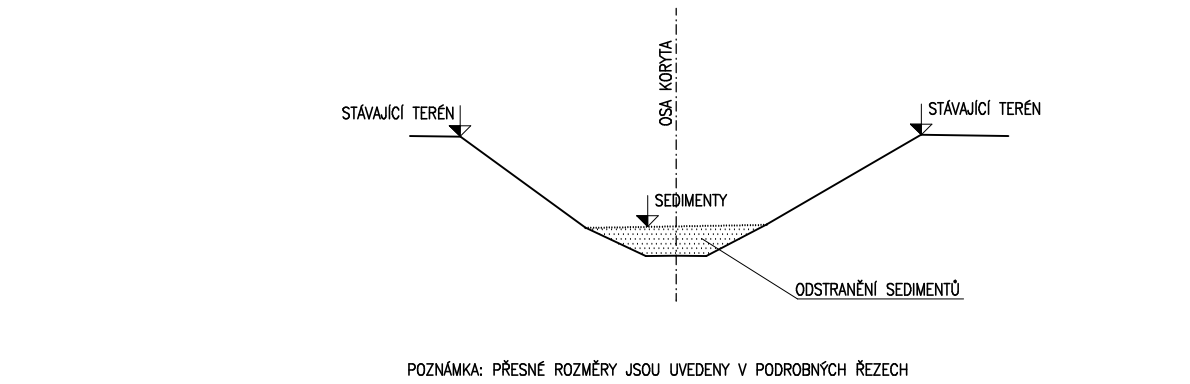 OSA KORYTA
STÁVAJÍCÍ TERÉN
STÁVAJÍCÍ TERÉN
SEDIMENTY
ODSTRANĚNÍ SEDIMENTŮ
POZNÁMKA: PŘESNÉ ROZMĚRY JSOU UVEDENY V PODROBNÝCH ŘEZECH